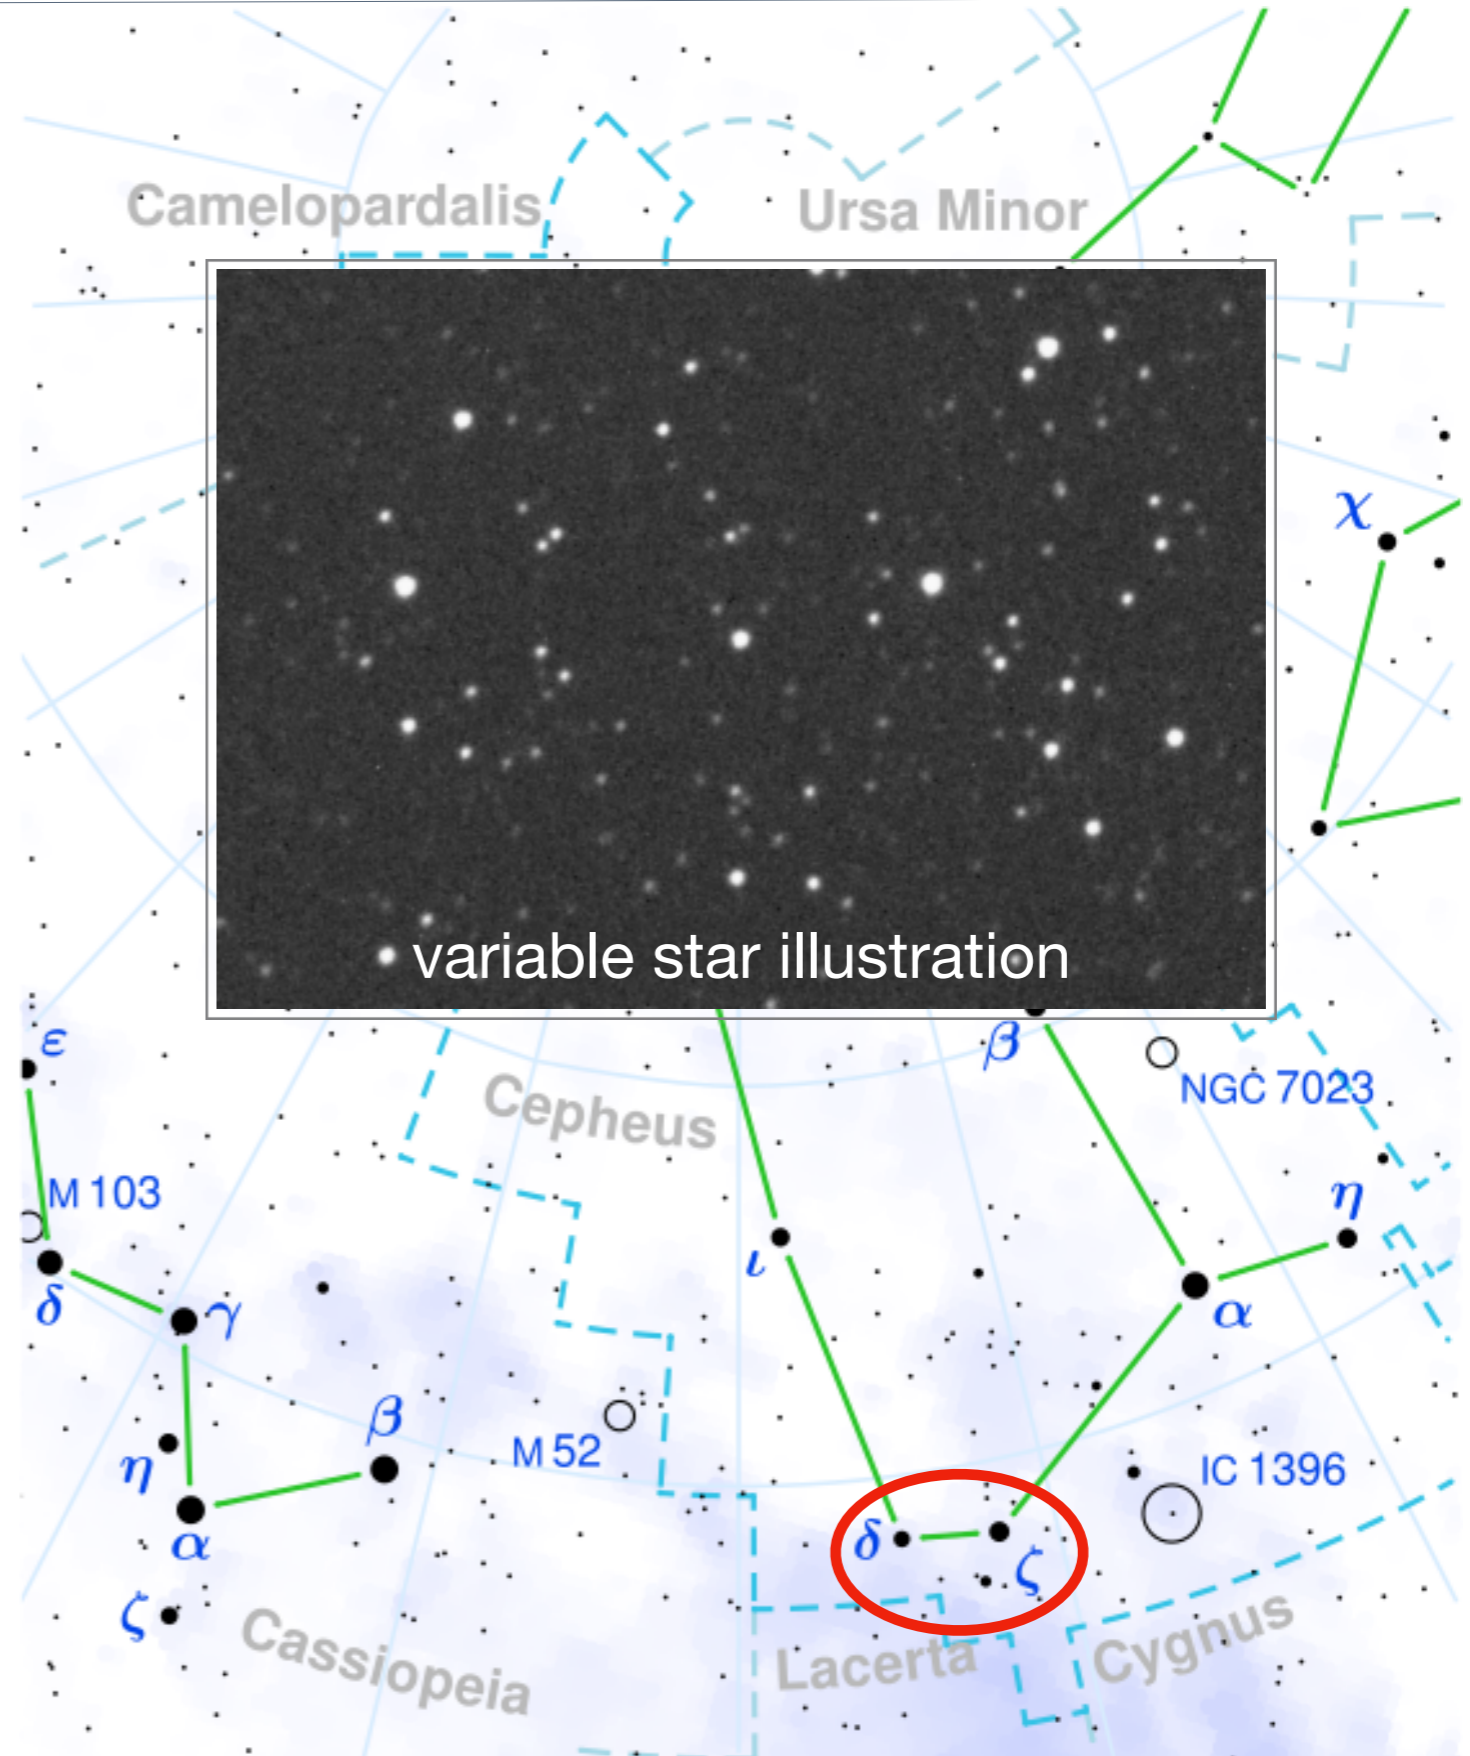 Camelopardalis
Ursa Minor
χ
variable star illustration
ε
β
NGC 7023
Cepheus
M 103
η
ι
δ
γ
α
β
M 52
IC 1396
η
α
δ
ζ
ζ
Cassiopeia
Lacerta
Cygnus